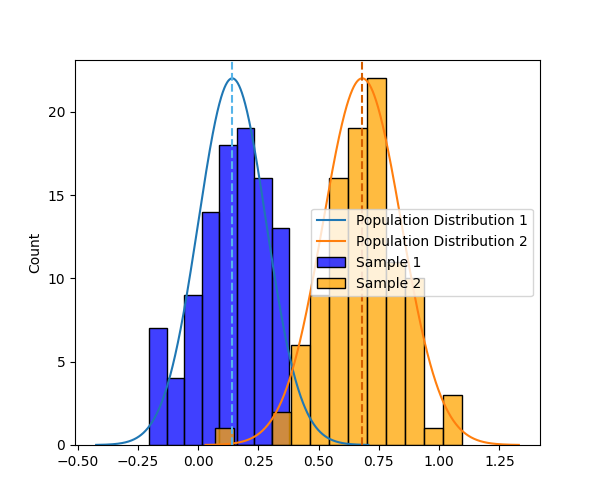 Count
20
15
10
5
0
Population Distribution 1
Population Distribution 2
Sample 1
Sample 2
−0.50 −0.25 0.00 0.25 0.50 0.75 1.00 1.25